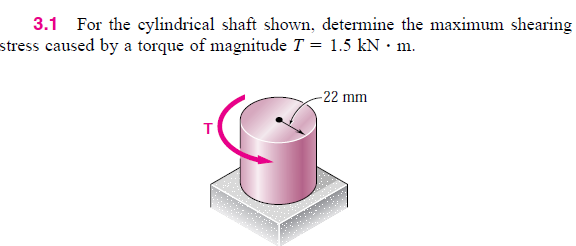 3.1 For the cylindrical shaft shown, determine the maximum shearing
stress caused by a torque of magnitude T = 1.5 kN · m.
22 mm
T